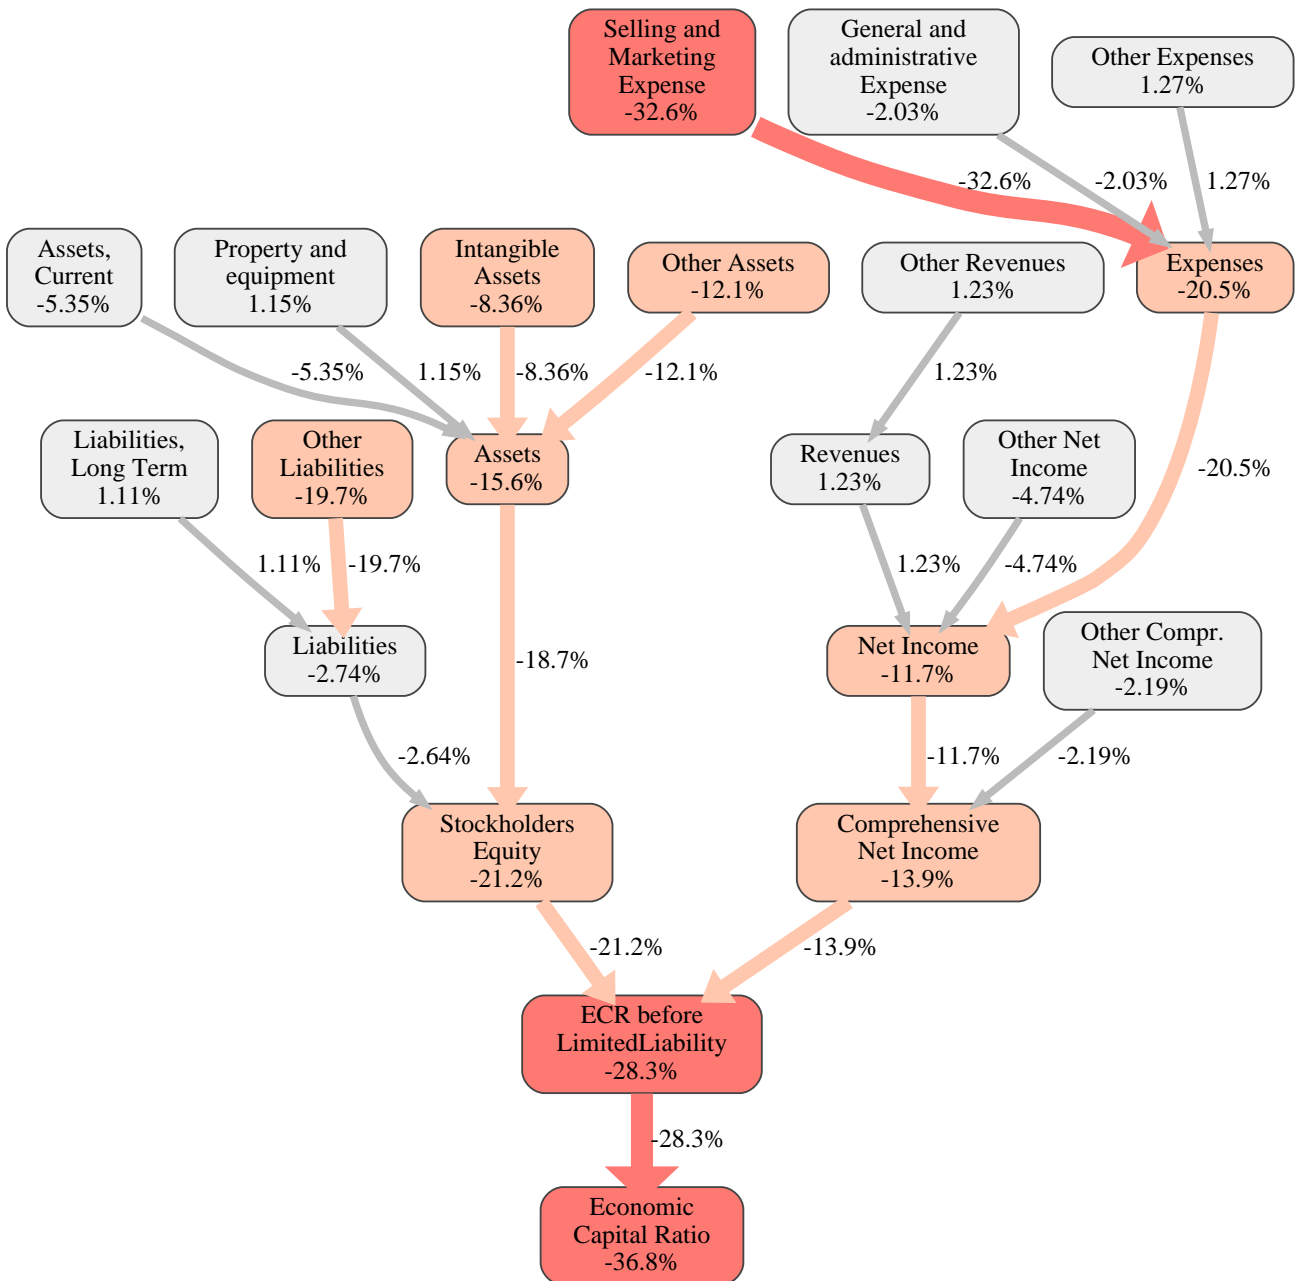 Selling and
Marketing
Expense
-32.6%
General and
administrative
Expense
-2.03%
Other Expenses
1.27%
-32.6%
-2.03%
1.27%
Assets,
Current
-5.35%
Property and
equipment
1.15%
Intangible
Assets
-8.36%
Other Assets
-12.1%
Other Revenues
1.23%
Expenses
-20.5%
-5.35%
1.15%
-8.36%
-12.1%
1.23%
Liabilities,
Long Term
1.11%
Other
Liabilities
-19.7%
Assets
-15.6%
Revenues
1.23%
Other Net
Income
-4.74%
-20.5%
1.11%
-19.7%
1.23%
-4.74%
Liabilities
-2.74%
-18.7%
Net Income
-11.7%
Other Compr.
Net Income
-2.19%
-2.64%
-11.7%
-2.19%
Stockholders
Equity
-21.2%
Comprehensive
Net Income
-13.9%
-21.2%
-13.9%
ECR before
LimitedLiability
-28.3%
-28.3%
Economic
Capital Ratio
-36.8%